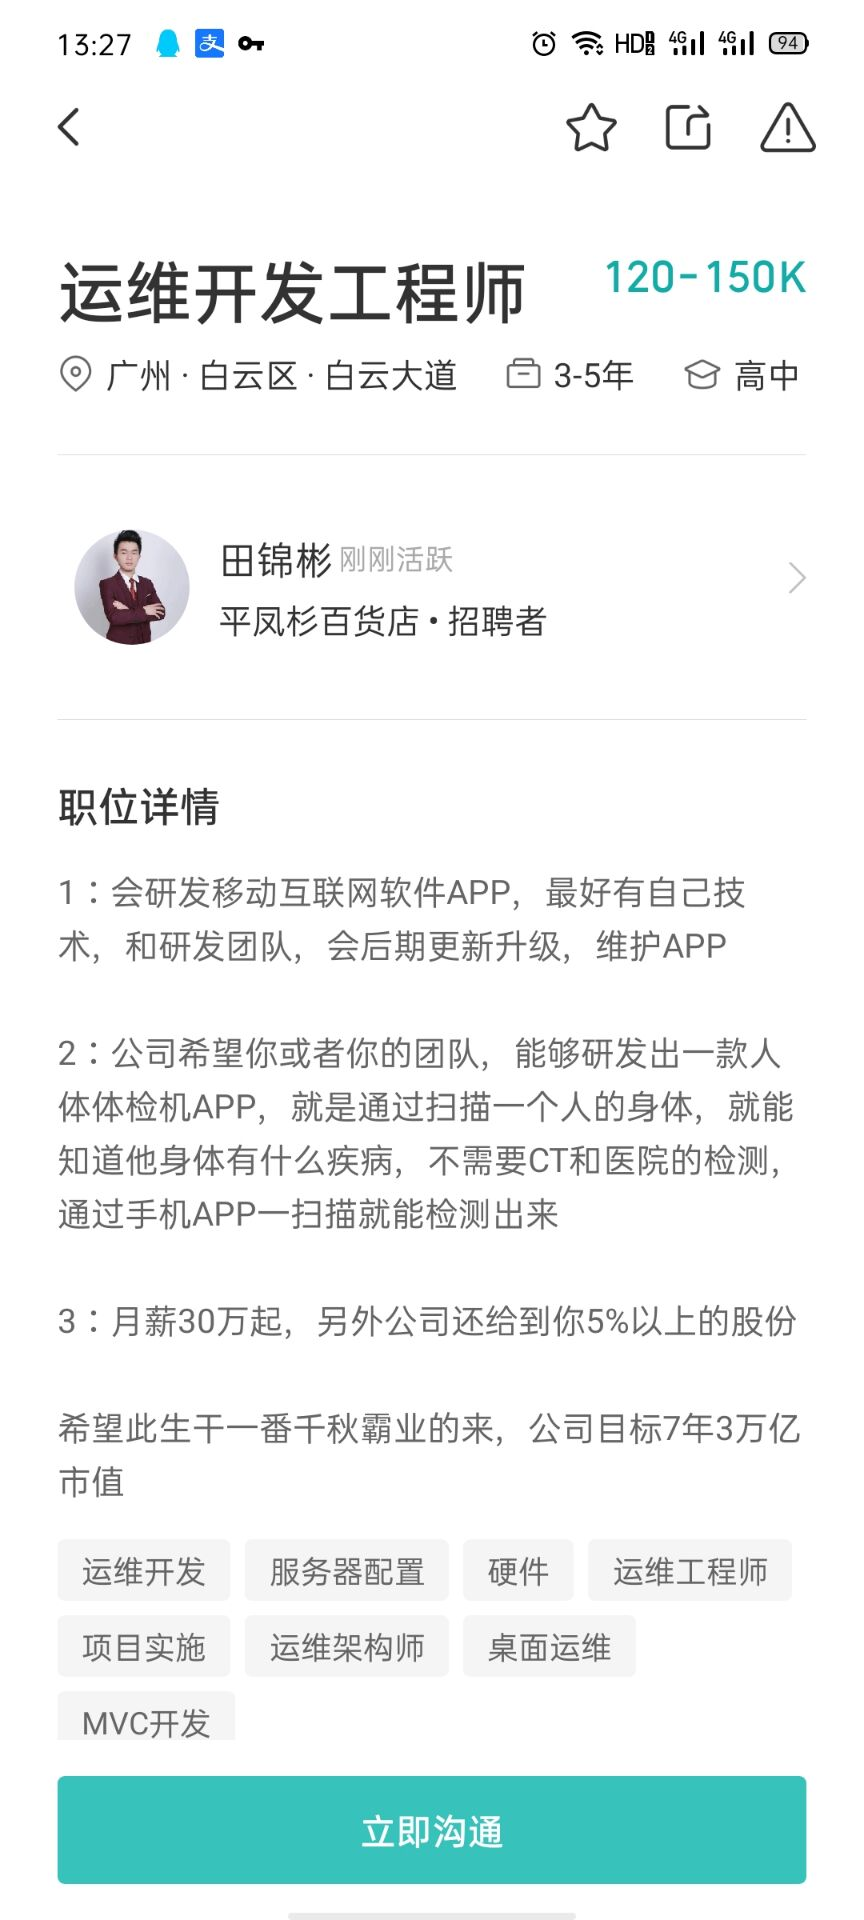 13:27 支 HD 1 2 4G 4G 94
运维开发工程师 120-150K
广州 · 白云区 · 白云大道 3-5年 高中
田锦彬 刚刚活跃
平凤杉百货店 • 招聘者
职位详情
1：会研发移动互联网软件APP，最好有自己技
术，和研发团队，会后期更新升级，维护APP
2：公司希望你或者你的团队，能够研发出一款人
体体检机APP，就是通过扫描一个人的身体，就能
知道他身体有什么疾病，不需要CT和医院的检测，
通过手机APP一扫描就能检测出来
3：月薪30万起，另外公司还给到你5%以上的股份
希望此生干一番千秋霸业的来，公司目标7年3万亿
市值
运维开发 服务器配置 硬件 运维工程师
项目实施 运维架构师 桌面运维
MVC开发
立即沟通